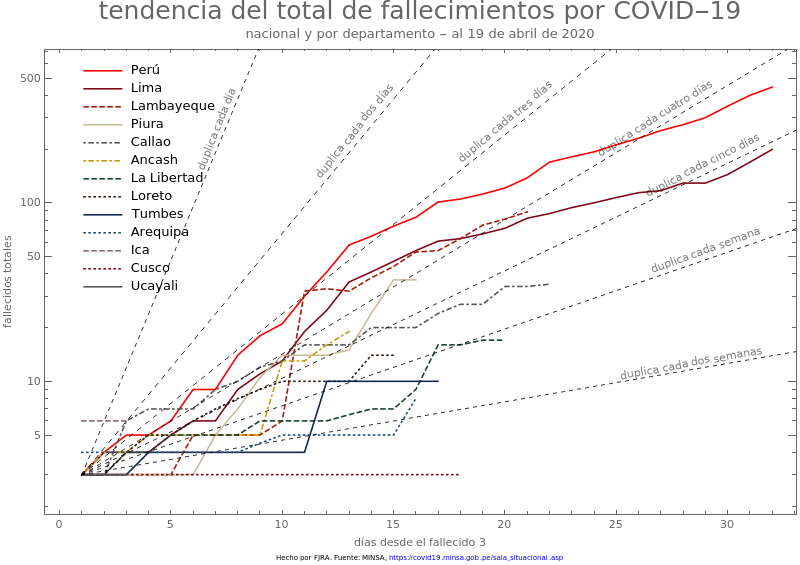 tendencia del total de fallecimientos por COVID−19
nacional y por departamento − al 19 de abril de 2020
fallecidos totales
500
100
50
10
5
Perú
Lima
Lambayeque
Piura
Callao
Ancash
La Libertad
Loreto
Tumbes
Arequipa
Ica
Cusco
Ucayali
duplica cada día
duplica cada dos días
duplica cada tres días
duplica cada cuatro días
duplica cada cinco días
duplica cada semana
duplica cada dos semanas
0 5 10 15 20 25 30
días desde el fallecido 3
Hecho por FJRA. Fuente: MINSA, https://covid19.minsa.gob.pe/sala_situacional .asp